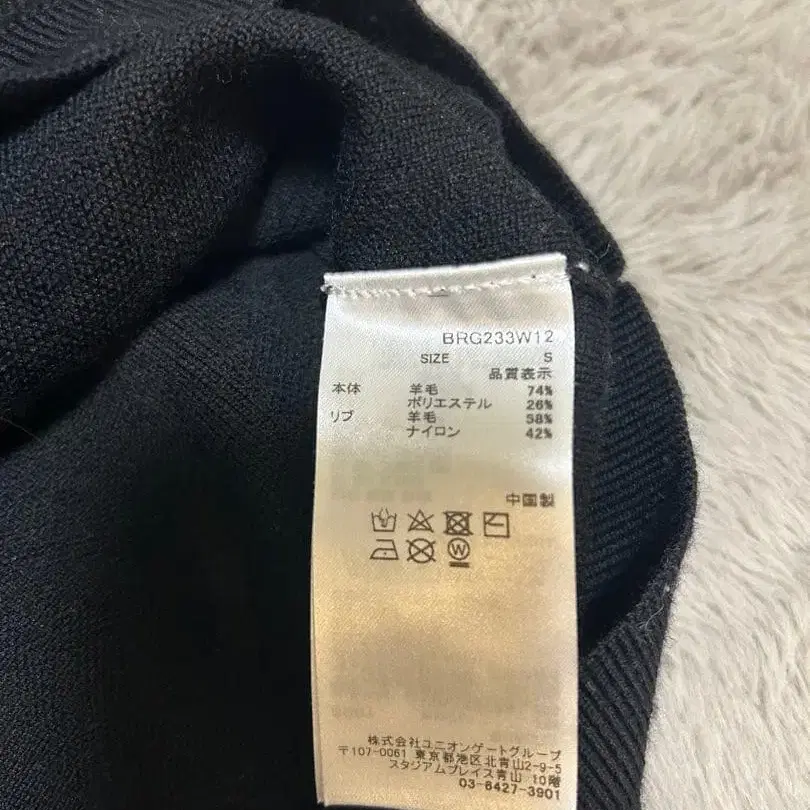 BRG233W12
SIZE S
品質表示
本体 羊毛 74%
ポリエステル 26%
リブ 羊毛 58%
ナイロン 42%
中国製
W
株式会社ユニオンゲートグループ
〒107-0061 東京都港区北青山2-9-5
スタジアムプレイス青山 10階
03-6427-3901